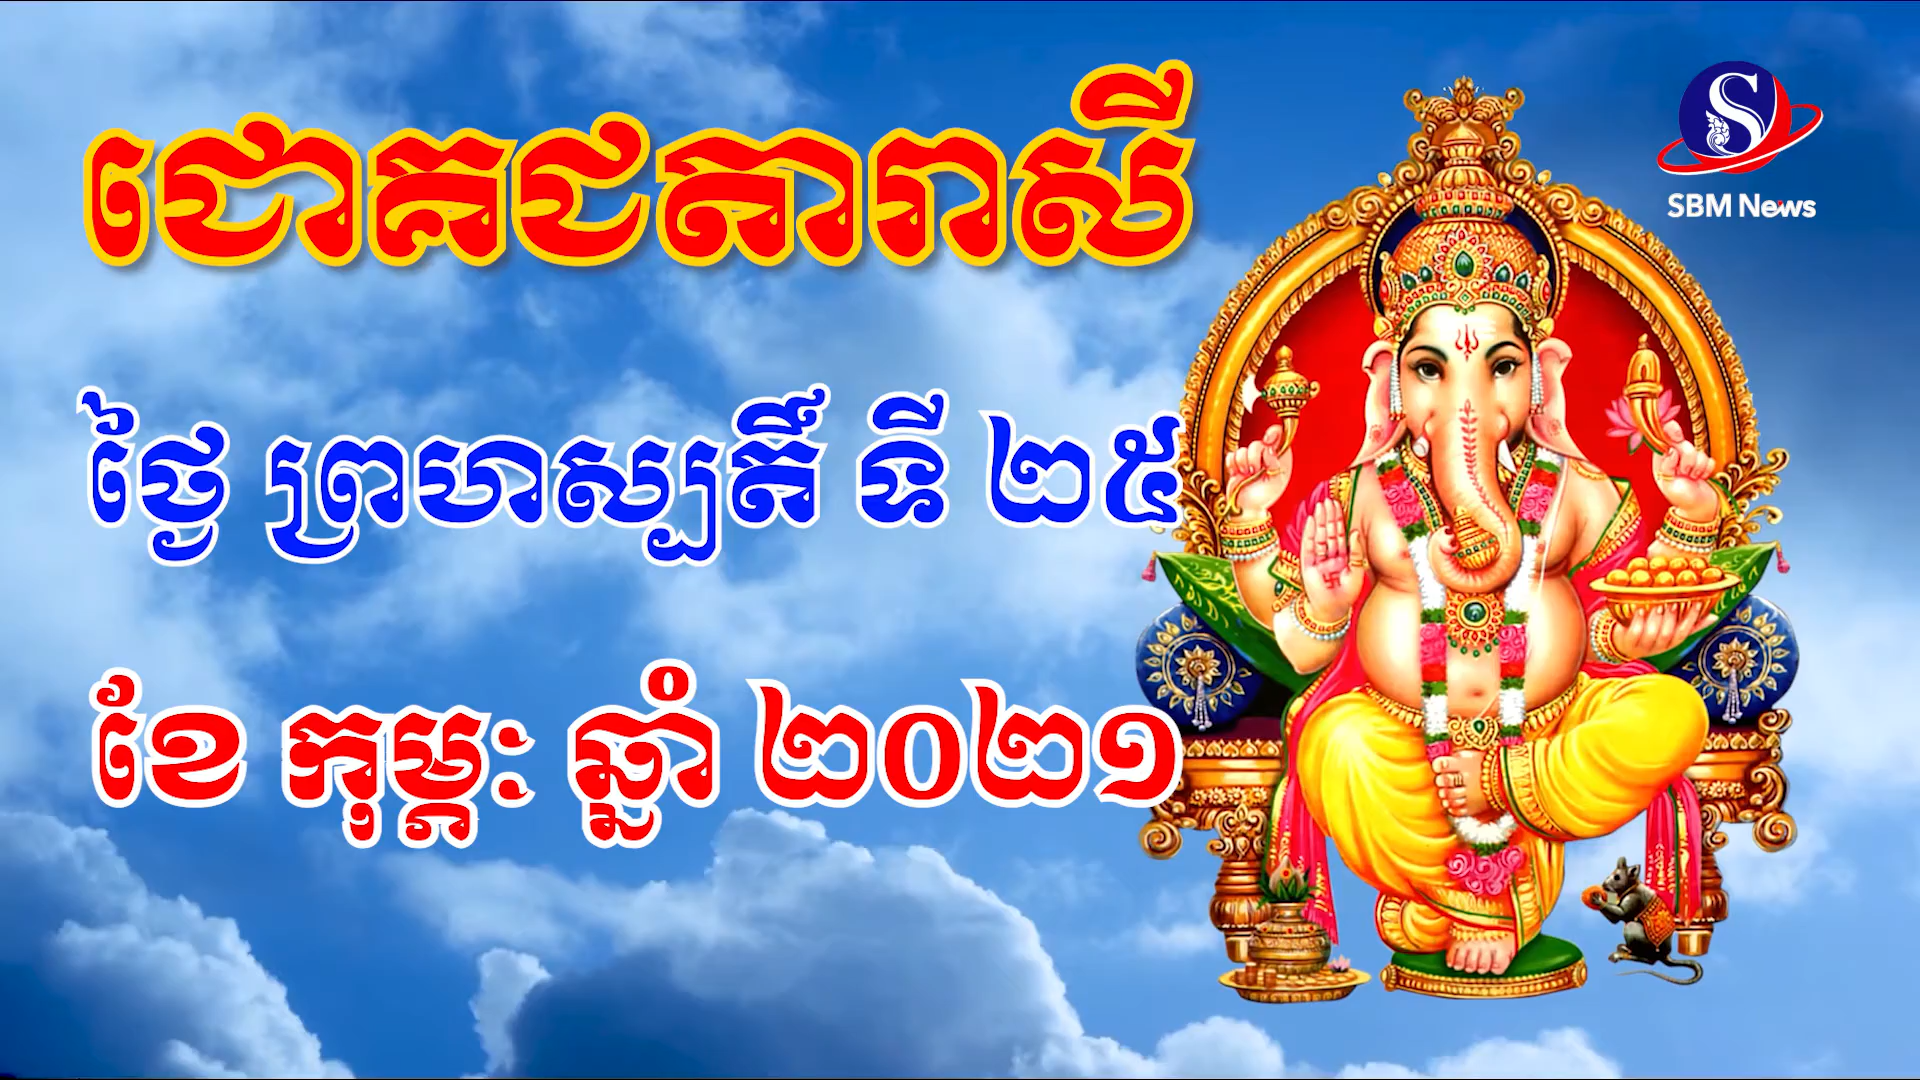 ជោគជតារាសី
SBM News
ថ្ងៃ ព្រហស្បតិ៍ ទី ២៥
ខែ កុម្ភៈ ឆ្នាំ ២០២១